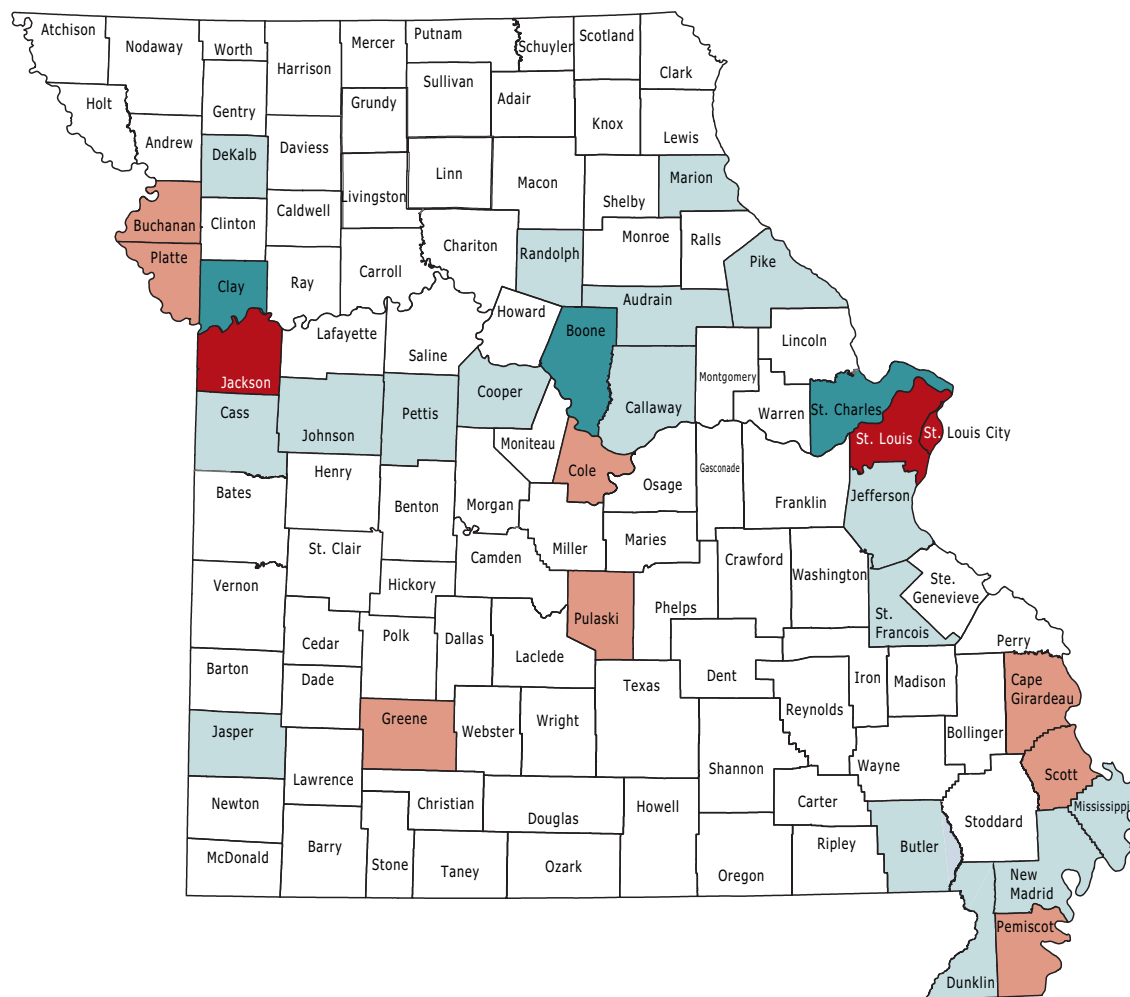 Atchison
Nodaway
Worth
Harrison
Mercer
Putnam
Schuyler
Scotland
Clark
Holt
Gentry
Grundy
Sullivan
Adair
Knox
Lewis
Andrew
DeKalb
Daviess
Livingston
Linn
Macon
Shelby
Marion
Buchanan
Clinton
Caldwell
Chariton
Randolph
Monroe
Ralls
Pike
Platte
Clay
Ray
Carroll
Howard
Boone
Audrain
Lincoln
Jackson
Lafayette
Saline
Cooper
Callaway
Montgomery
Warren
St. Charles
St. Louis
St. Louis City
Cass
Johnson
Pettis
Moniteau
Cole
Osage
Gasconade
Franklin
Jefferson
Bates
Henry
Benton
Morgan
Miller
Maries
Crawford
Washington
Ste.
Genevieve
Vernon
St. Clair
Hickory
Camden
Pulaski
Phelps
St.
Francois
Perry
Barton
Cedar
Polk
Dallas
Laclede
Texas
Dent
Iron
Madison
Cape
Girardeau
Jasper
Dade
Greene
Webster
Wright
Shannon
Reynolds
Wayne
Bollinger
Scott
Newton
Lawrence
Christian
Douglas
Howell
Carter
Stoddard
Mississippi
McDonald
Barry
Stone
Taney
Ozark
Oregon
Ripley
Butler
New
Madrid
Pemiscot
Dunklin